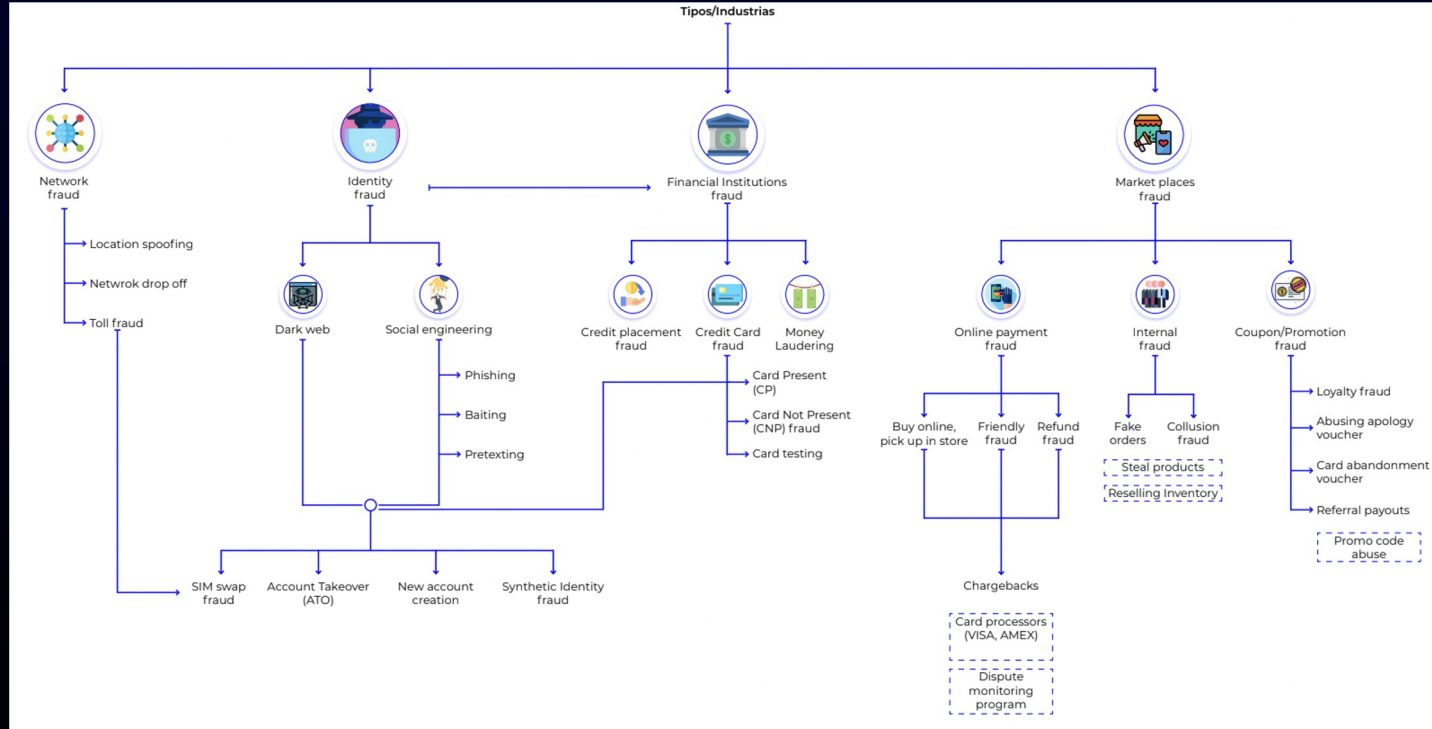 Tipos/Industrias
Network
fraud
Identity
fraud
Financial Institutions
fraud
Market places
fraud
Location spoofing
Netwrok drop off
Toll fraud
Dark web
Social engineering
Phishing
Baiting
Pretexting
Credit placement
fraud
Credit Card
fraud
Money
Laudering
Card Present
(CP)
Card Not Present
(CNP) fraud
Card testing
Online payment
fraud
Internal
fraud
Coupon/Promotion
fraud
Buy online,
pick up in store
Friendly
fraud
Refund
fraud
Fake
orders
Collusion
fraud
Steal products
Reselling Inventory
Loyalty fraud
Abusing apology
voucher
Card abandonment
voucher
Referral payouts
Promo code
abuse
SIM swap
fraud
Account Takeover
(ATO)
New account
creation
Synthetic Identity
fraud
Chargebacks
Card processors
(VISA, AMEX)
Dispute
monitoring
program